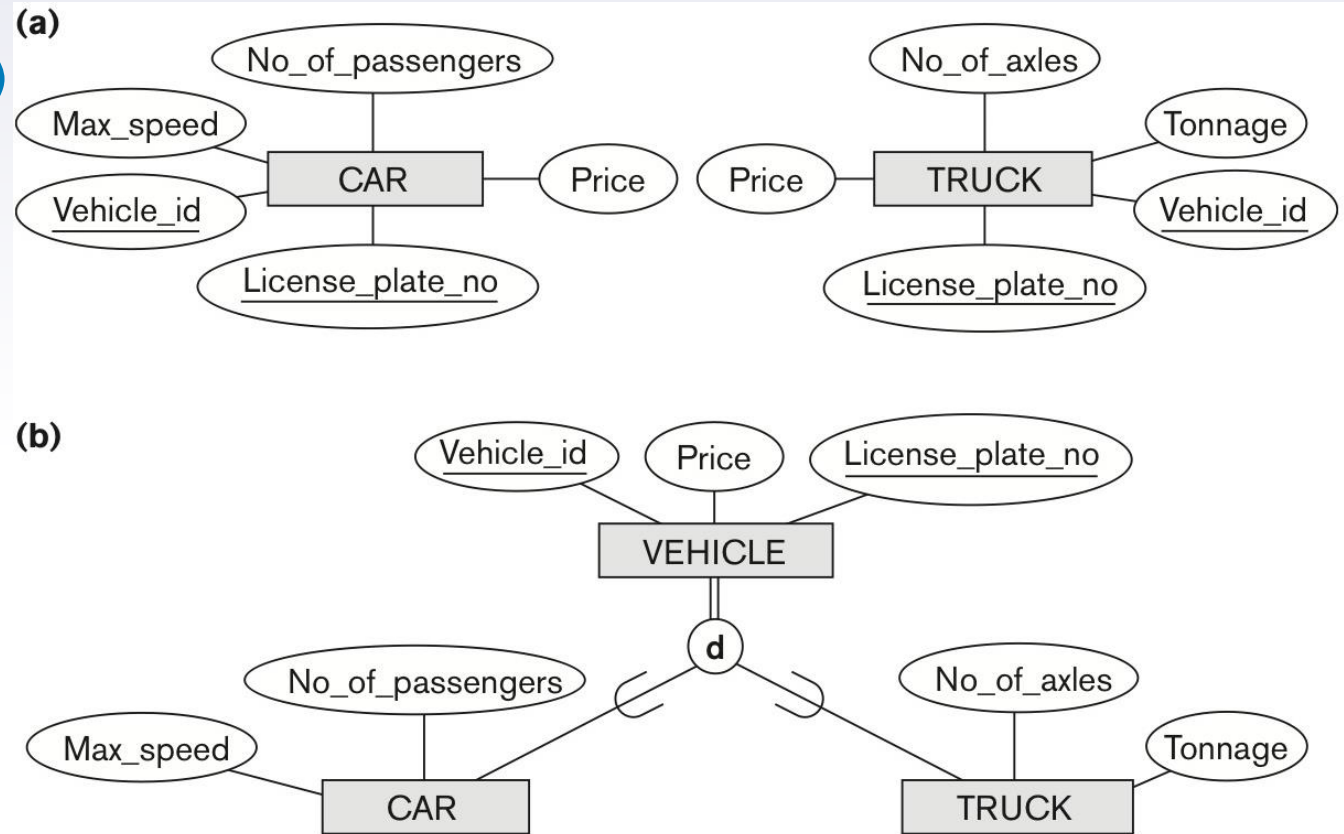 (a)
No_of_passengers
No_of_axles
Max_speed
Tonnage
CAR
Price
Price
TRUCK
Vehicle_id
Vehicle_id
License_plate_no
License_plate_no
(b)
Vehicle_id
Price
License_plate_no
VEHICLE
d
No_of_passengers
No_of_axles
Max_speed
Tonnage
CAR
TRUCK